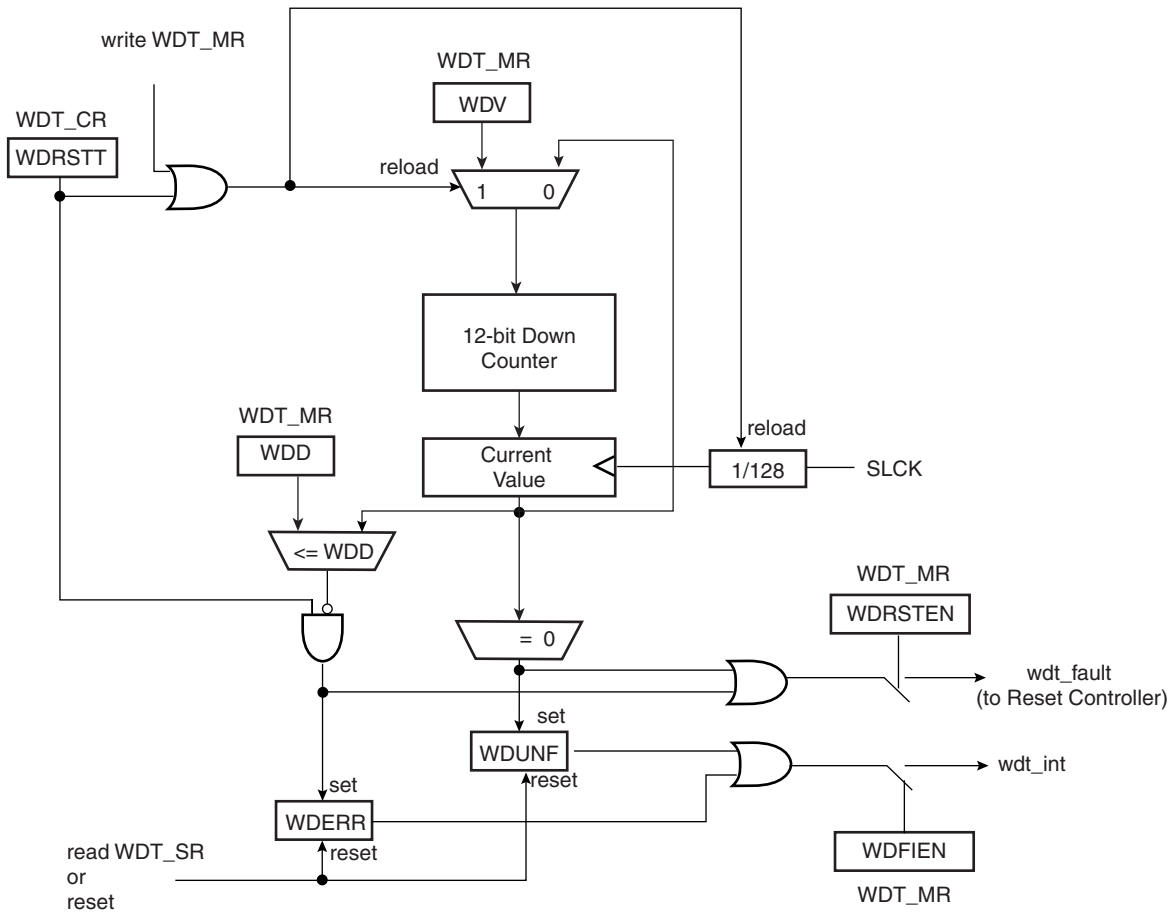 write WDT_MR
WDT_MR
WDV
WDT_CR
WDRSTT
reload
1 0
12-bit Down
Counter
WDT_MR
WDD
Current
Value
reload
1/128
SLCK
<= WDD
= 0
WDT_MR
WDRSTEN
wdt_fault
(to Reset Controller)
set
WDUNF
reset
wdt_int
set
WDERR
reset
WDFIEN
WDT_MR
read WDT_SR
or
reset